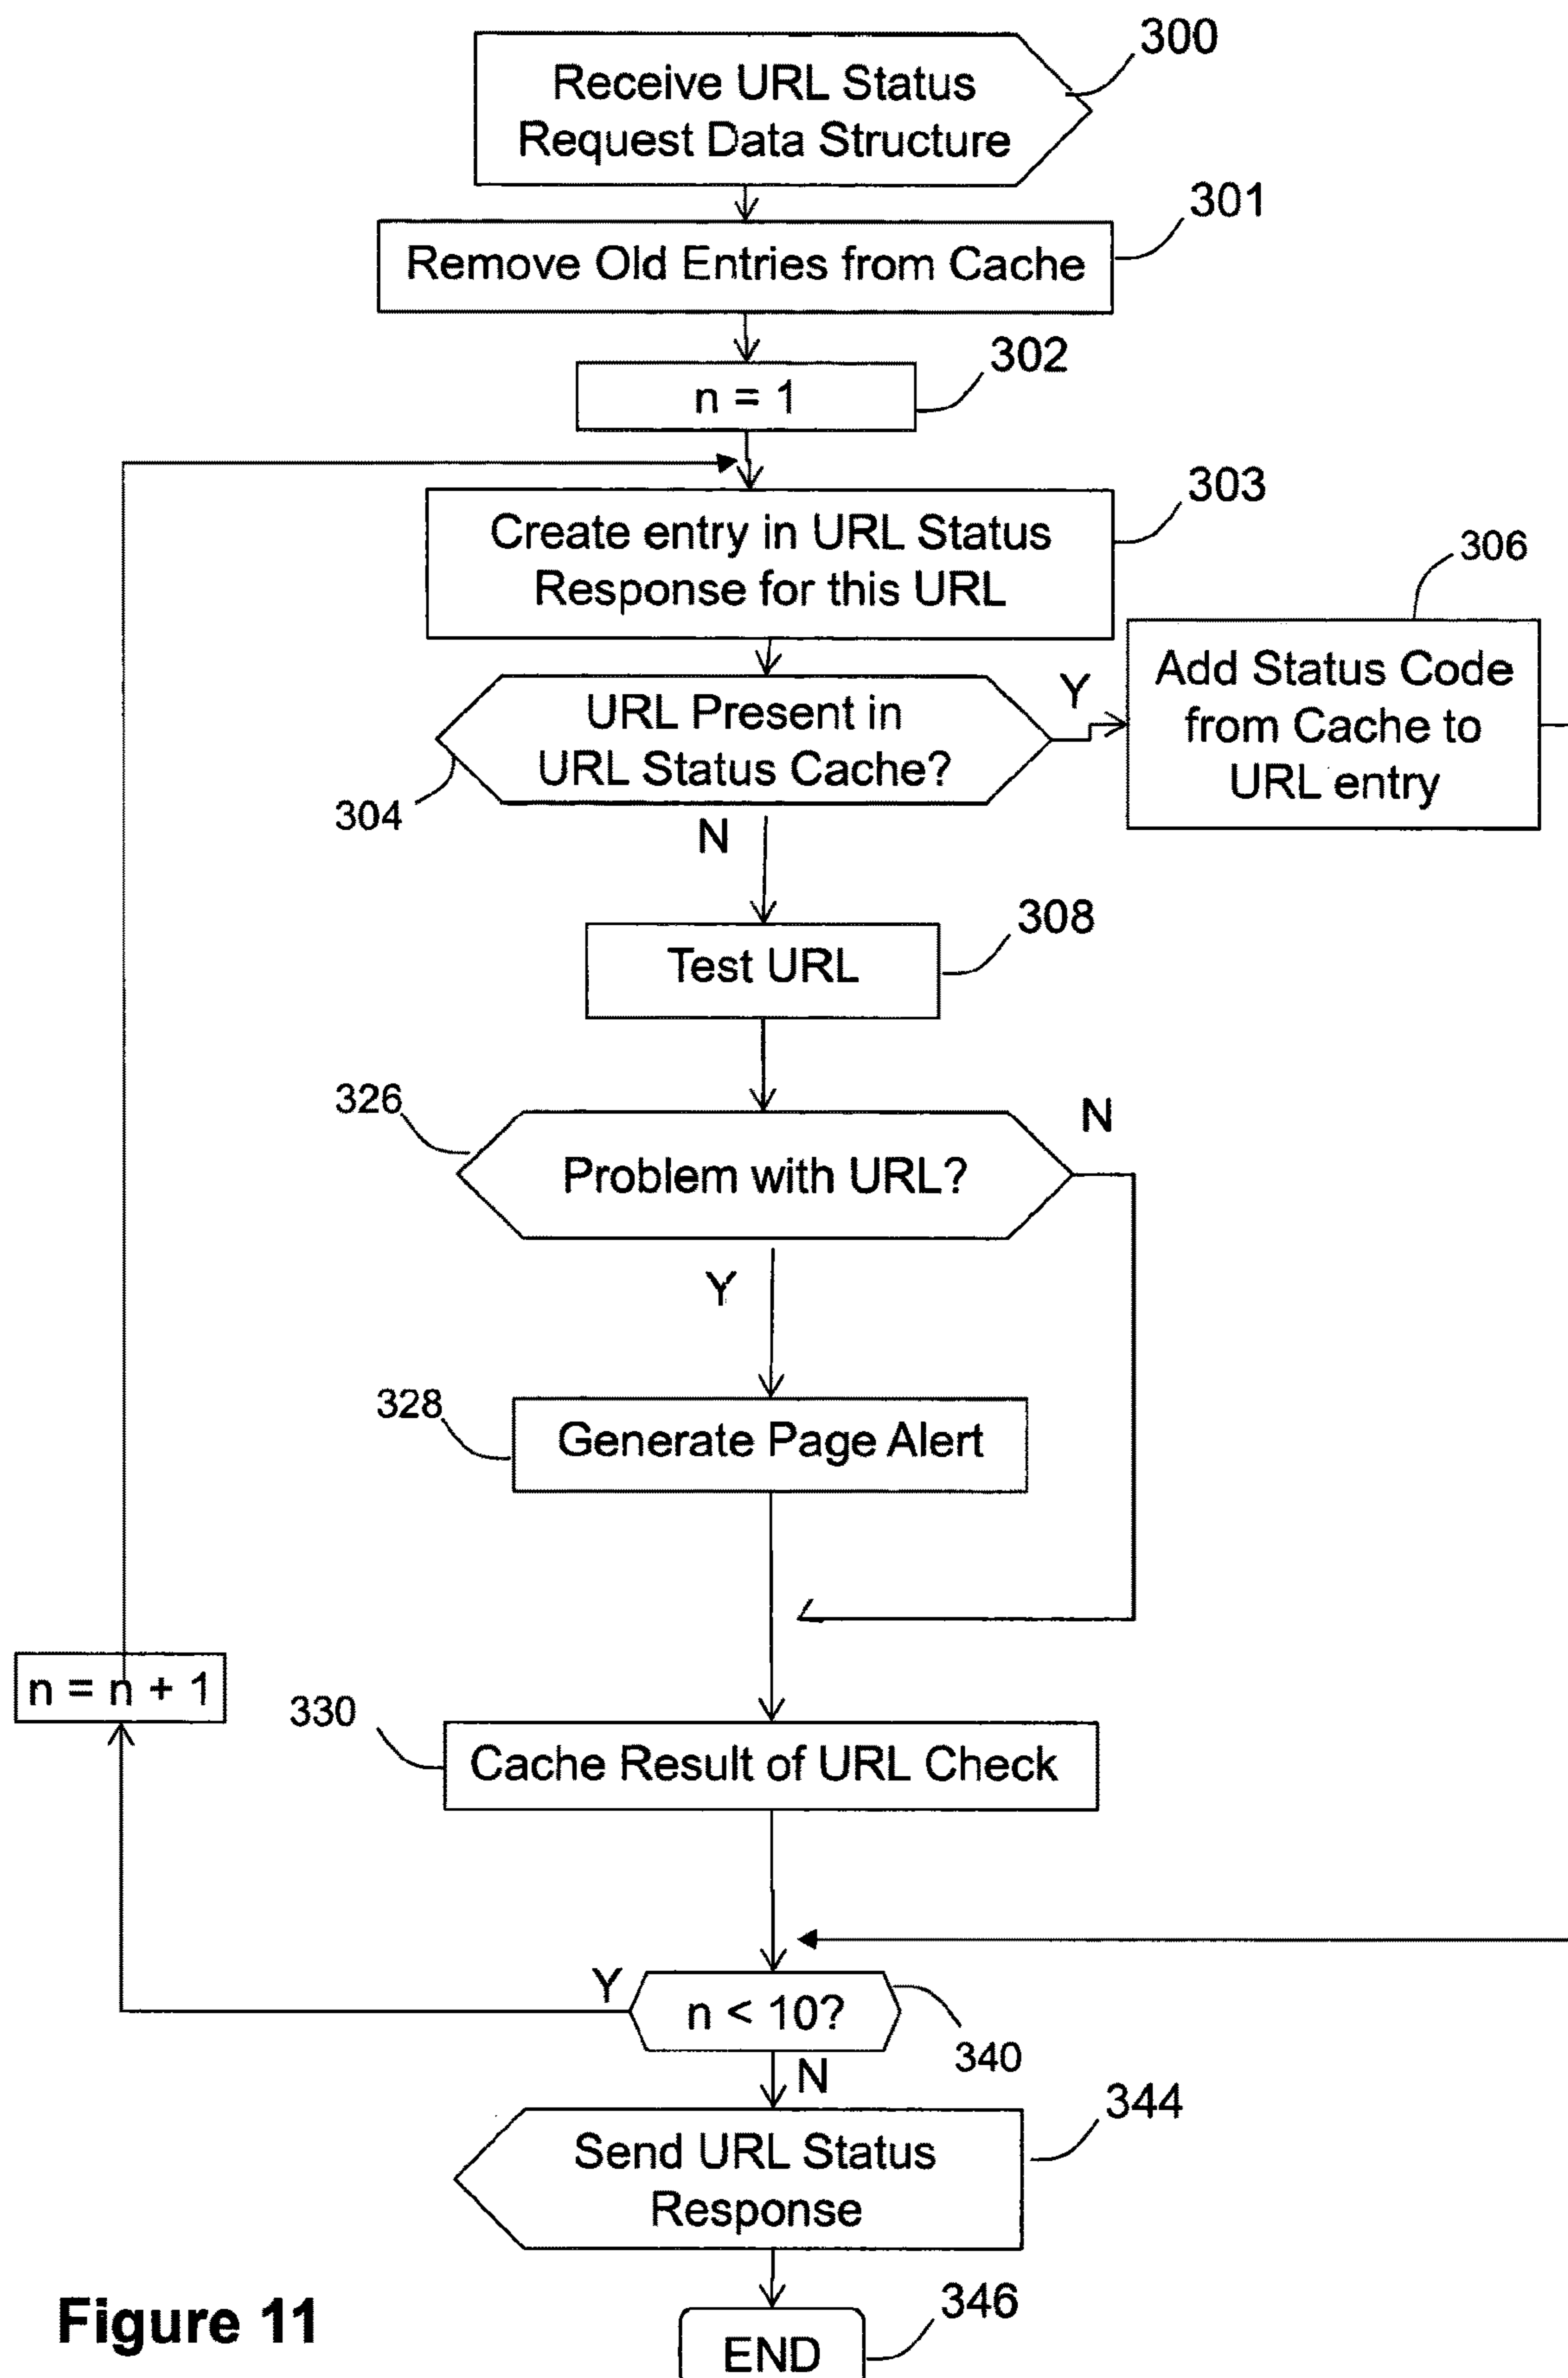 300
Receive URL Status
Request Data Structure
301
Remove Old Entries from Cache
302
n = 1
303
Create entry in URL Status
Response for this URL
306
Add Status Code
from Cache to
URL entry
Y
URL Present in
URL Status Cache?
304
N
308
Test URL
326
N
Problem with URL?
Y
328
Generate Page Alert
n = n + 1
330
Cache Result of URL Check
Y
n < 10?
340
N
344
Send URL Status
Response
346
END
Figure 11